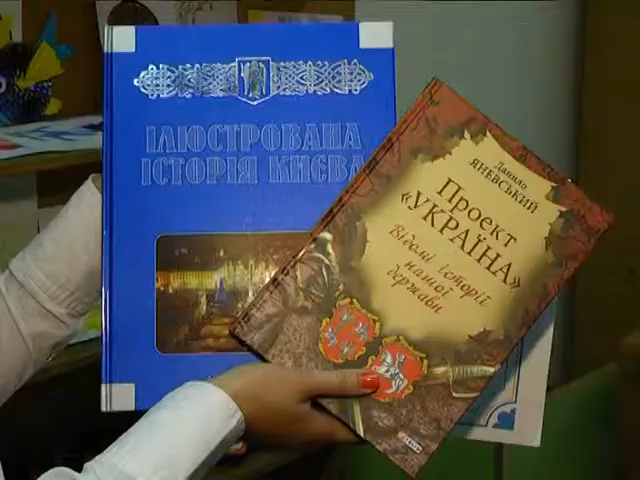 ІЛЮСТРОВАНА
ІСТОРІЯ КИЄВА
Данило
ЯНЕВСЬКИЙ
Проект
«УКРАЇНА»
Відомі історії
нашої
держави